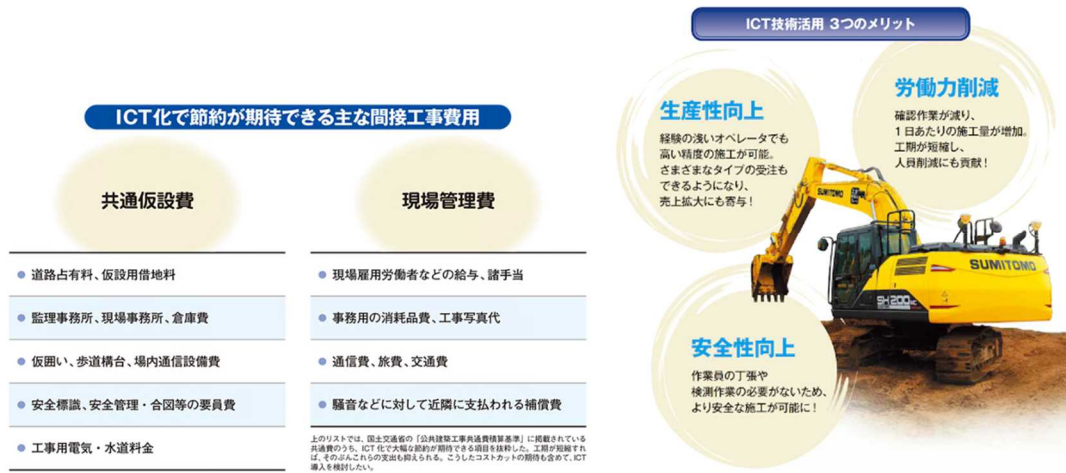 ICT化で節約が期待できる主な間接工事費用
共通仮設費
道路占有料、仮設用借地料
監理事務所、現場事務所、倉庫費
仮囲い、歩道構台、場内通信設備費
安全標識、安全管理・合図等の要員費
工事用電気・水道料金
現場管理費
現場雇用労働者などの給与、諸手当
事務用の消耗品費、工事写真代
通信費、旅費、交通費
騒音などに対して近隣に支払われる補償費
上のリストでは、国土交通省の「公共建築工事共通費積算基準」に掲載されている
共通費のうち、ICT化で大幅な節約が期待できる項目を抜粋した。工期が短縮すれ
ば、そのぶんこれらの支出も抑えられる。こうしたコストカットの期待も含めて、ICT
導入を検討したい。
ICT技術活用 3つのメリット
生産性向上
経験の浅いオペレータでも
高い精度の施工が可能。
さまざまなタイプの受注も
できるようになり、
売上拡大にも寄与!
労働力削減
確認作業が減り、
1日あたりの施工量が増加。
工期が短縮し、
人員削減にも貢献!
SUMITOMO
SUMITOMO
SH200HC
安全性向上
作業員の丁張や
検測作業の必要がないため、
より安全な施工が可能に!